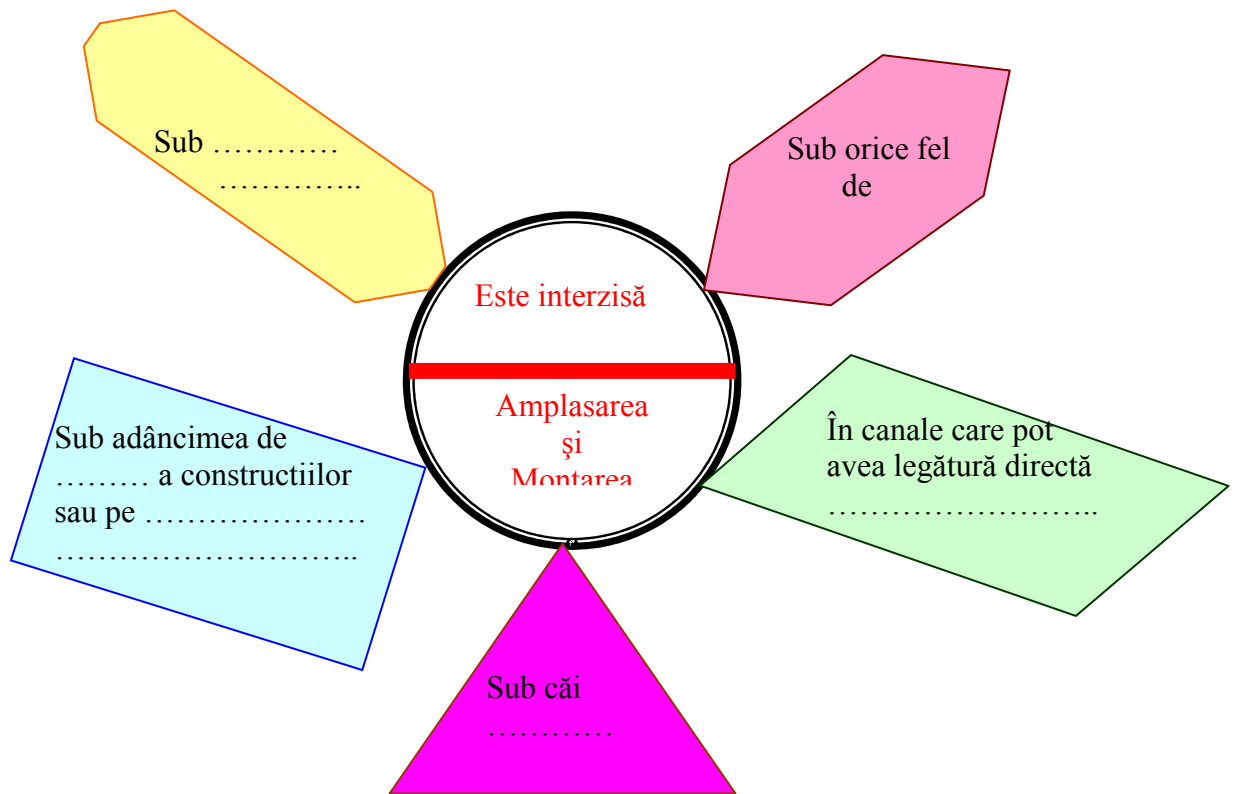 Sub …………
…………..
Sub orice fel
de
Este interzisă
Amplasarea
şi
Montarea
Sub adâncimea de
……… a constructiilor
sau pe …………………
………………………..
În canale care pot
avea legătură directă
……………………..
Sub căi
…………